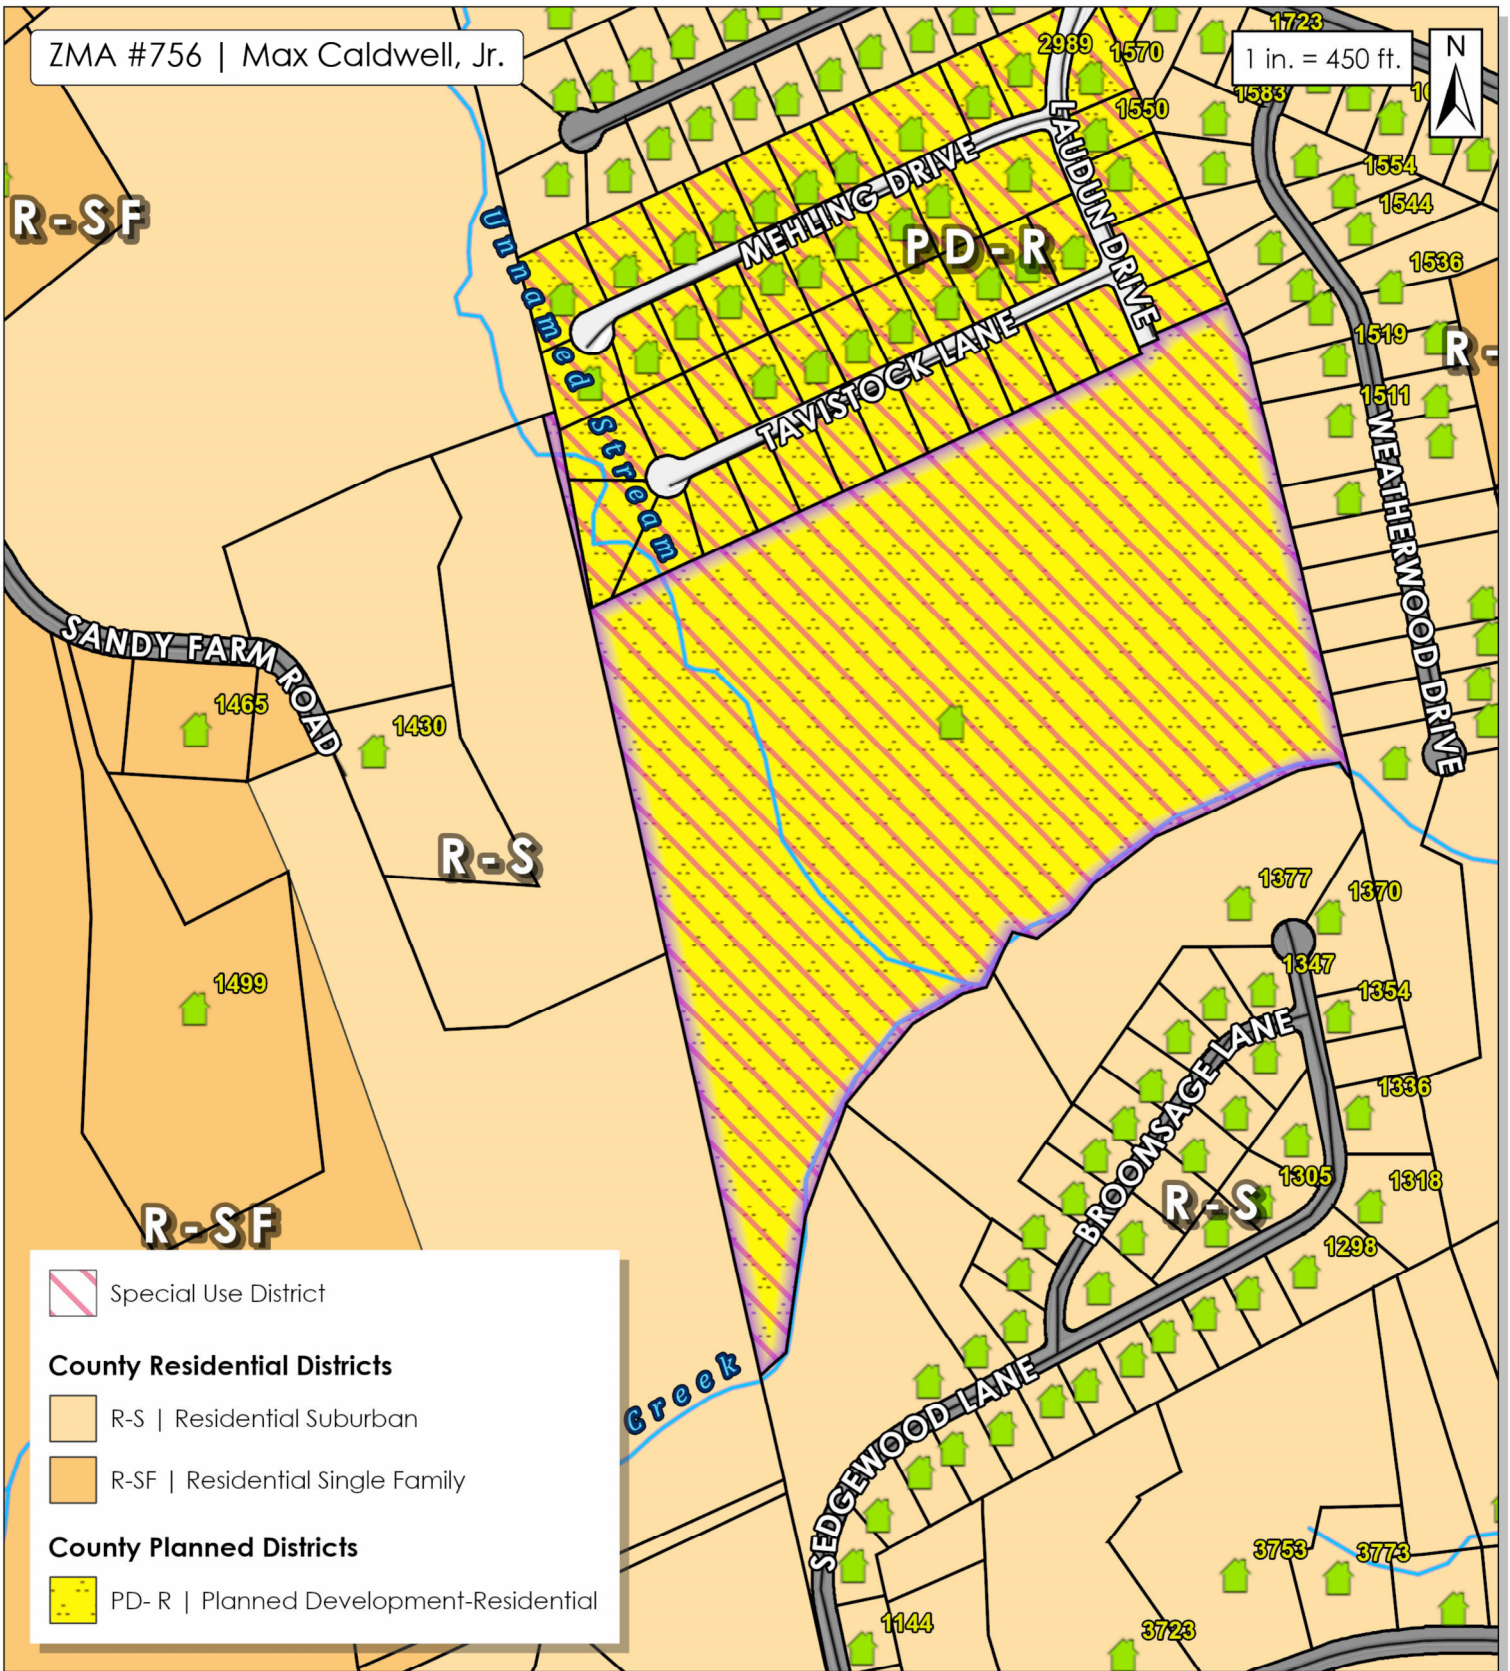 ZMA #756 | Max Caldwell, Jr.
1 in. = 450 ft.
N
1723
2989
1570
1583
1550
1554
1544
1536
1519
1511
R-SF
Unnamed Stream
MEHLING DRIVE
LAUDUN DRIVE
PD-R
TAVISTOCK LANE
R-
WEATHERWOOD DRIVE
SANDY FARM ROAD
1465
1430
R-S
1499
1377
1370
1347
1354
BROOMSAGE LANE
1336
1305
1318
R-S
1298
R-SF
Creek
SEDGEWOOD LANE
1144
3753
3773
3723
Special Use District
County Residential Districts
R-S | Residential Suburban
R-SF | Residential Single Family
County Planned Districts
PD- R | Planned Development-Residential